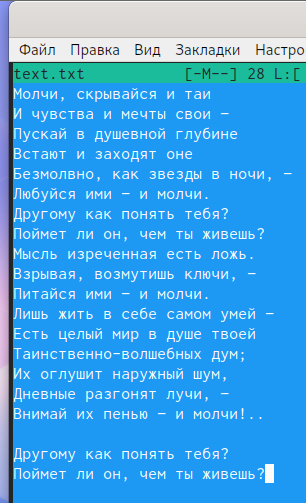 Файл Правка Вид Закладки Настро
text.txt [-M--] 28 L:[
Молчи, скрывайся и таи
И чувства и мечты свои –
Пускай в душевной глубине
Встают и заходят оне
Безмолвно, как звезды в ночи, –
Любуйся ими – и молчи.
Другому как понять тебя?
Поймет ли он, чем ты живешь?
Мысль изреченная есть ложь.
Взрывая, возмутишь ключи, –
Питайся ими – и молчи.
Лишь жить в себе самом умей –
Есть целый мир в душе твоей
Таинственно-волшебных дум;
Их оглушит наружный шум,
Дневные разгонят лучи, –
Внимай их пенью – и молчи!..
Другому как понять тебя?
Поймет ли он, чем ты живешь?